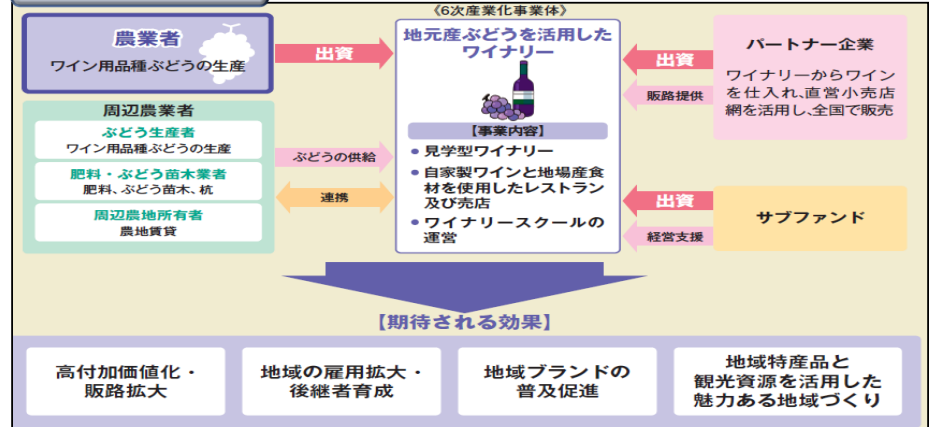 《6次産業化事業体》
農業者
ワイン用品種ぶどうの生産
出資
地元産ぶどうを活用した
ワイナリー
【事業内容】
● 見学型ワイナリー
● 自家製ワインと地場産食
材を使用したレストラン
及び売店
● ワイナリースクールの
運営
出資
販路提供
パートナー企業
ワイナリーからワイン
を仕入れ、直営小売店
網を活用し、全国で販売
周辺農業者
ぶどう生産者
ワイン用品種ぶどうの生産
肥料・ぶどう苗木業者
肥料、ぶどう苗木、杭
周辺農地所有者
農地賃貸
ぶどうの供給
連携
出資
経営支援
サブファンド
【期待される効果】
高付加価値化・
販路拡大
地域の雇用拡大・
後継者育成
地域ブランドの
普及促進
地域特産品と
観光資源を活用した
魅力ある地域づくり